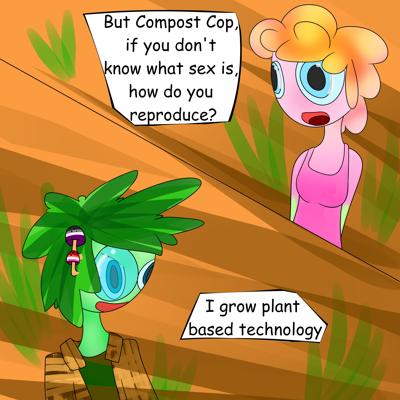 But Compost Cop,
if you don't
know what sex is,
how do you
reproduce?
I grow plant
based technology